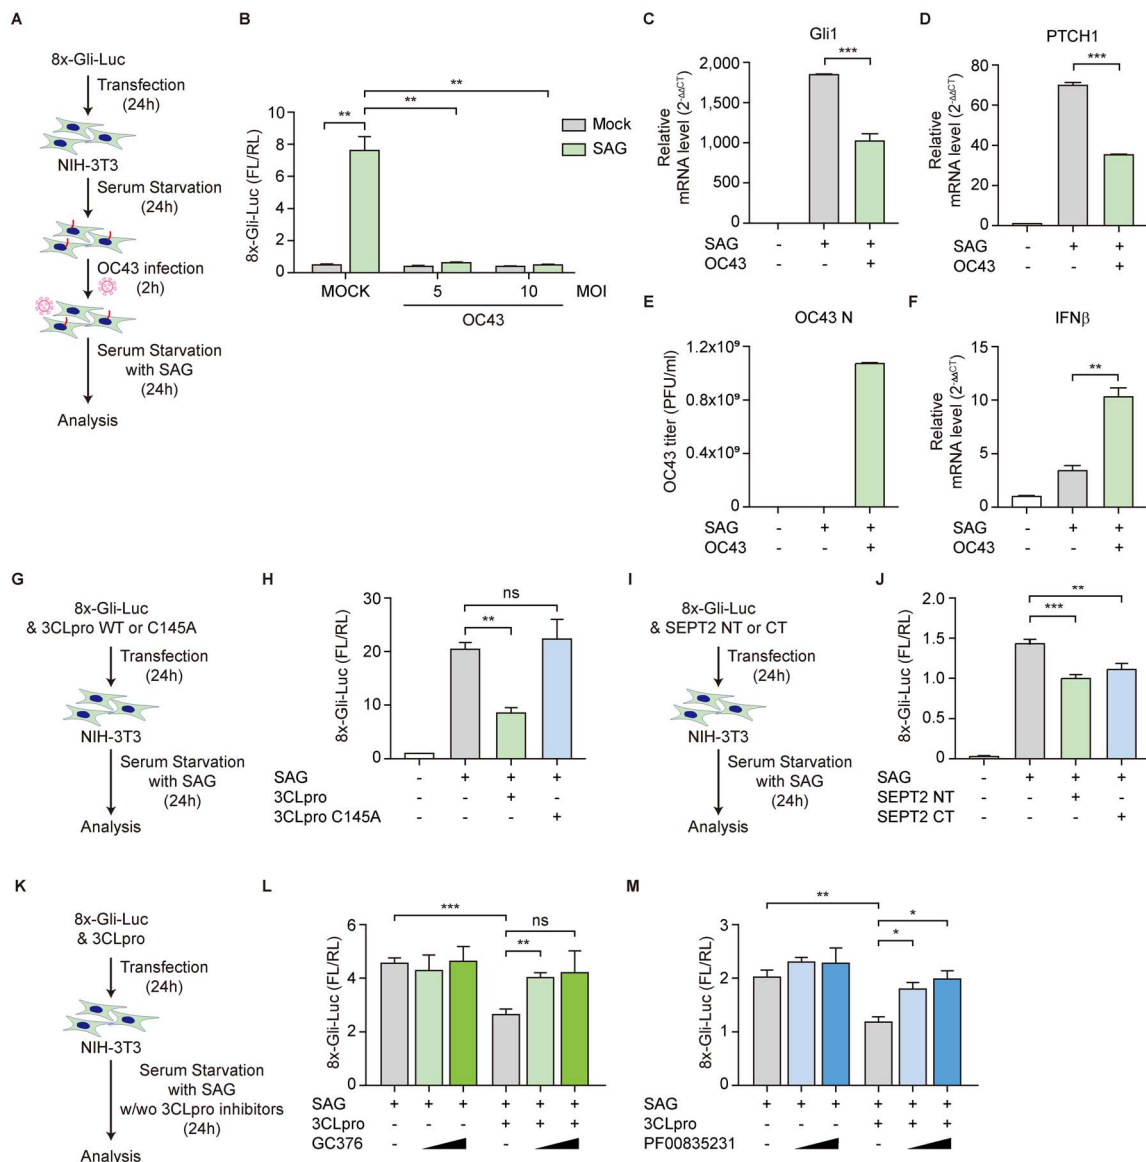 A
8x-Gli-Luc
Transfection
(24h)
NIH-3T3
Serum Starvation
(24h)
OC43 infection
(2h)
Serum Starvation
with SAG
(24h)
Analysis
B
8x-Gli-Luc (FL/RL)
10
8
6
4
2
0
**
**
**
Mock
SAG
MOCK
5
10
MOI
OC43
C
Gli1
Relative
mRNA level (2-ΔΔCT)
2,000
1,500
1,000
500
0
***
SAG - + +
OC43 - - +
D
PTCH1
Relative
mRNA level (2-ΔΔCT)
80
60
40
20
0
***
SAG - + +
OC43 - - +
E
OC43 N
OC43 titer (PFU/ml)
1.2x10⁹
0.8x10⁹
0.4x10⁹
0
SAG - + +
OC43 - - +
F
IFNβ
Relative
mRNA level (2-ΔΔCT)
15
10
5
0
**
SAG - + +
OC43 - - +
G
8x-Gli-Luc
& 3CLpro WT or C145A
Transfection
(24h)
NIH-3T3
Serum Starvation
with SAG
(24h)
Analysis
H
8x-Gli-Luc (FL/RL)
30
20
10
0
ns
**
SAG - + + +
3CLpro - - + -
3CLpro C145A - - - +
I
8x-Gli-Luc
& SEPT2 NT or CT
Transfection
(24h)
NIH-3T3
Serum Starvation
with SAG
(24h)
Analysis
J
8x-Gli-Luc (FL/RL)
2.0
1.5
1.0
0.5
0
**
***
SAG - + + +
SEPT2 NT - - + -
SEPT2 CT - - - +
K
8x-Gli-Luc
& 3CLpro
Transfection
(24h)
NIH-3T3
Serum Starvation
with SAG
w/wo 3CLpro inhibitors
(24h)
Analysis
L
8x-Gli-Luc (FL/RL)
6
4
2
0
***
ns
**
SAG + + + + + +
3CLpro - - - + + +
GC376 - -
M
8x-Gli-Luc (FL/RL)
3
2
1
0
**
*
*
SAG + + + + + +
3CLpro - - - + + +
PF00835231 - -